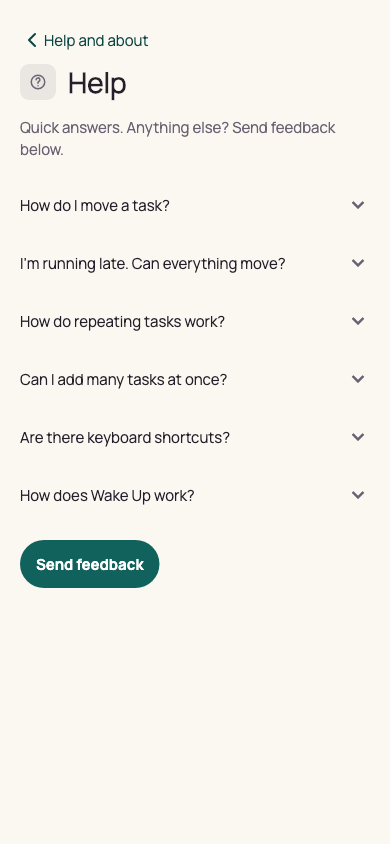 Help and about
Help
Quick answers. Anything else? Send feedback
below.
How do I move a task?
I'm running late. Can everything move?
How do repeating tasks work?
Can I add many tasks at once?
Are there keyboard shortcuts?
How does Wake Up work?
Send feedback